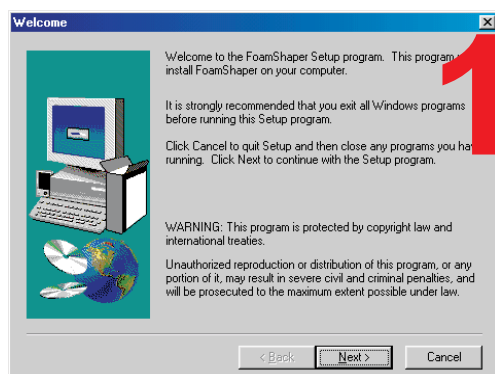 Welcome
1
Welcome to the FoamShaper Setup program. This program
install FoamShaper on your computer.
It is strongly recommended that you exit all Windows programs
before running this Setup program.
Click Cancel to quit Setup and then close any programs you
running. Click Next to continue with the Setup program.
WARNING: This program is protected by copyright law and
international treaties.
Unauthorized reproduction or distribution of this program, or any
portion of it, may result in severe civil and criminal penalties, and
will be prosecuted to the maximum extent possible under law.
< Back
Next >
Cancel